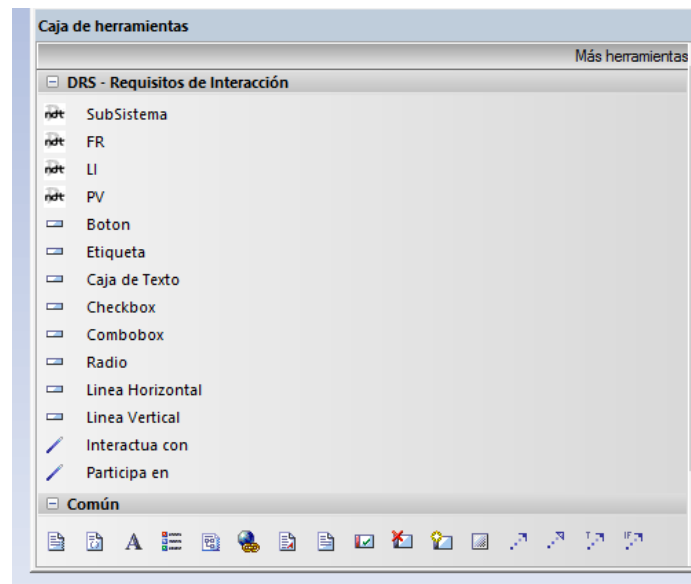 Caja de herramientas
Más herramientas
DRS - Requisitos de Interacción
ndt SubSistema
ndt FR
ndt LI
ndt PV
Boton
Etiqueta
Caja de Texto
Checkbox
Combobox
Radio
Linea Horizontal
Linea Vertical
Interactua con
Participa en
Común
A